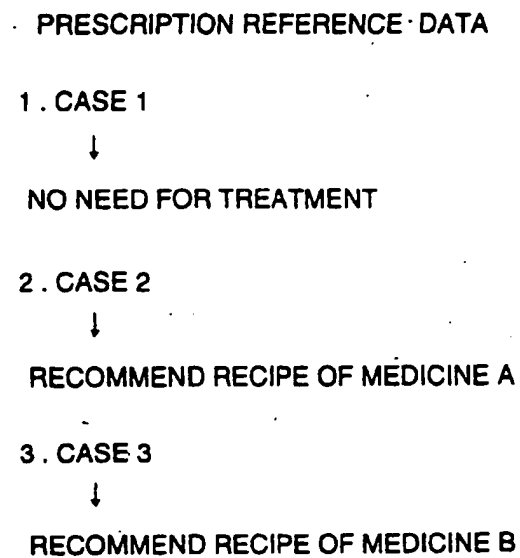 PRESCRIPTION REFERENCE DATA
1 . CASE 1
↓
NO NEED FOR TREATMENT
2 . CASE 2
↓
RECOMMEND RECIPE OF MEDICINE A
3 . CASE 3
↓
RECOMMEND RECIPE OF MEDICINE B